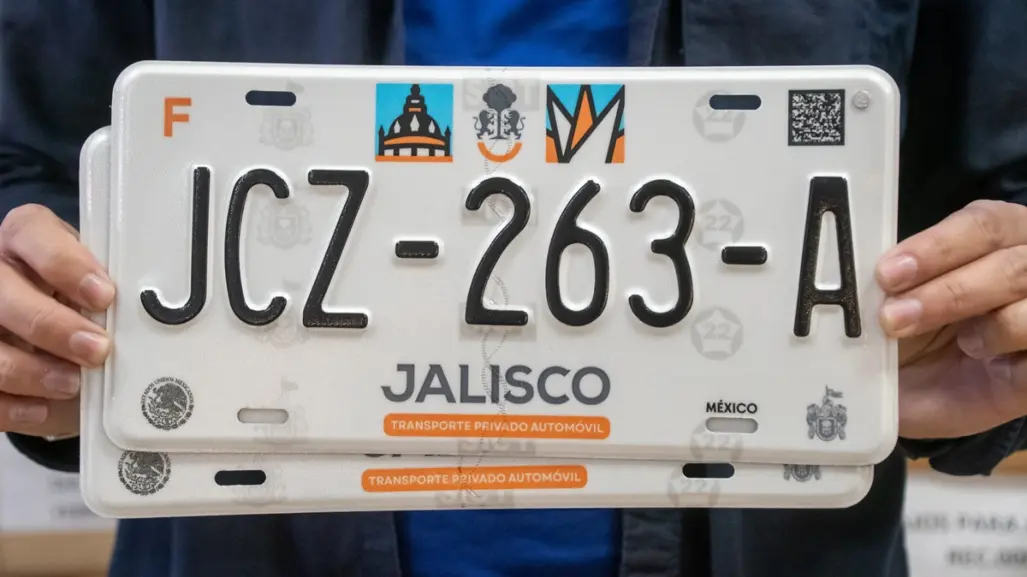 F
JCZ-263-A
JALISCO
TRANSPORTE PRIVADO AUTOMÓVIL
MÉXICO
TRANSPORTE PRIVADO AUTOMÓVIL